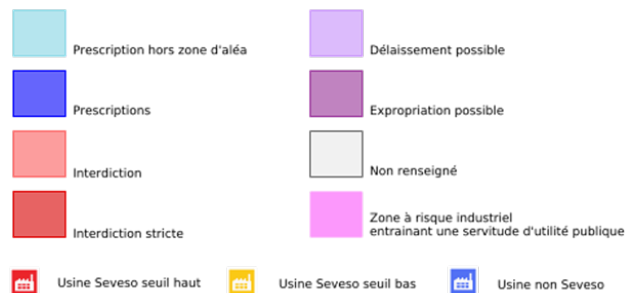 Prescription hors zone d'aléa
Délaissement possible
Prescriptions
Expropriation possible
Interdiction
Non renseigné
Interdiction stricte
Zone à risque industriel
entrainant une servitude d'utilité publique
Usine Seveso seuil haut
Usine Seveso seuil bas
Usine non Seveso